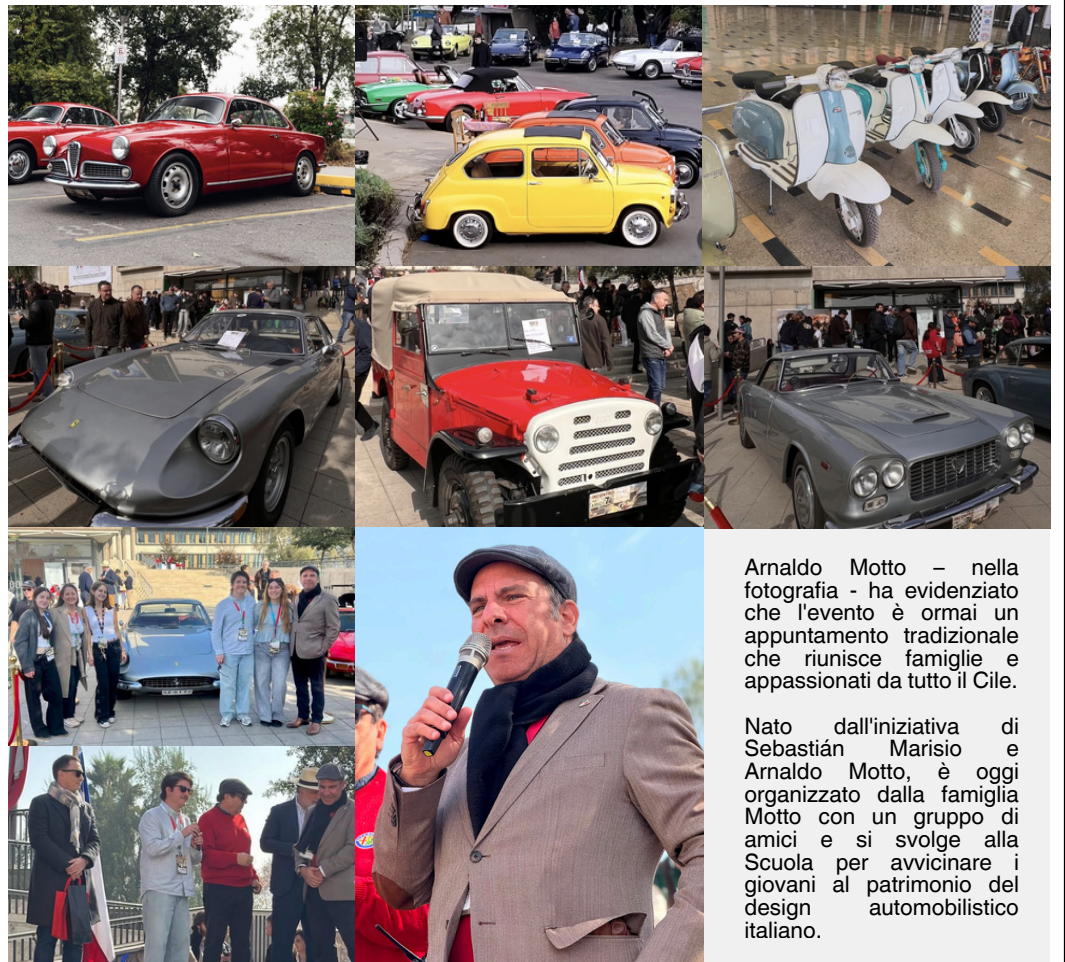 Arnaldo Motto – nella
fotografia - ha evidenziato
che l'evento è ormai un
appuntamento tradizionale
che riunisce famiglie e
appassionati da tutto il Cile.
Nato dall'iniziativa di
Sebastián Marisio e
Arnaldo Motto, è oggi
organizzato dalla famiglia
Motto con un gruppo di
amici e si svolge alla
Scuola per avvicinare i
giovani al patrimonio del
design automobilistico
italiano.